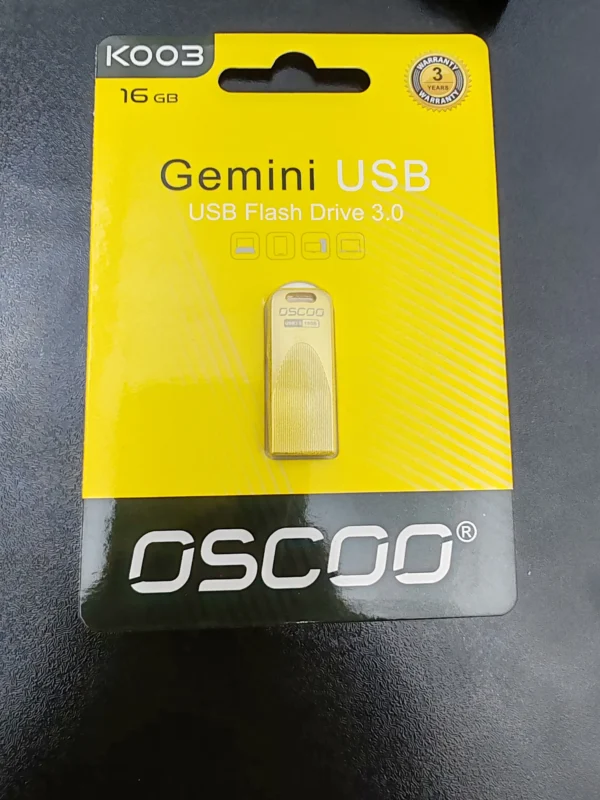 K003
16 GB
WARRANTY
3
YEARS
WARRANTY
Gemini USB
USB Flash Drive 3.0
OSCOO
OSCOO®